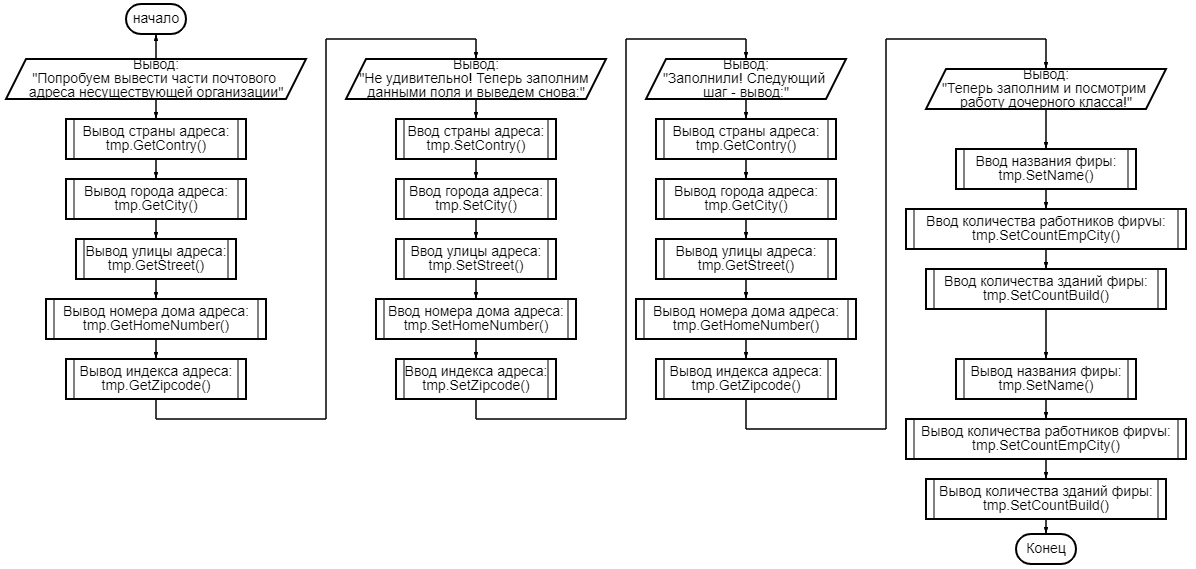 начало
Вывод:
"Попробуем вывести части почтового
адреса несуществующей организации"
Вывод страны адреса:
tmp.GetContry()
Вывод города адреса:
tmp.GetCity()
Вывод улицы адреса:
tmp.GetStreet()
Вывод номера дома адреса:
tmp.GetHomeNumber()
Вывод индекса адреса:
tmp.GetZipcode()
Вывод:
"Не удивительно! Теперь заполним
данными поля и выведем снова:"
Ввод страны адреса:
tmp.SetContry()
Ввод города адреса:
tmp.SetCity()
Ввод улицы адреса:
tmp.SetStreet()
Ввод номера дома адреса:
tmp.SetHomeNumber()
Ввод индекса адреса:
tmp.SetZipcode()
Вывод:
"Заполнили! Следующий
шаг - вывод:"
Вывод страны адреса:
tmp.GetContry()
Вывод города адреса:
tmp.GetCity()
Вывод улицы адреса:
tmp.GetStreet()
Вывод номера дома адреса:
tmp.GetHomeNumber()
Вывод индекса адреса:
tmp.GetZipcode()
Вывод:
"Теперь заполним и посмотрим
работу дочерного класса!"
Ввод названия фиры:
tmp.SetName()
Ввод количества работников фирvы:
tmp.SetCountEmpCity()
Ввод количества зданий фиры:
tmp.SetCountBuild()
Вывод названия фиры:
tmp.SetName()
Вывод количества работников фирvы:
tmp.SetCountEmpCity()
Вывод количества зданий фиры:
tmp.SetCountBuild()
Конец